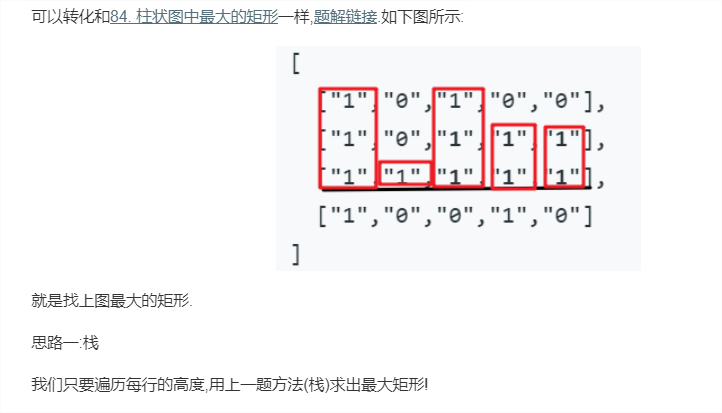 可以转化和84. 柱状图中最大的矩形一样,题解链接.如下图所示:
[
["1","0","1","0","0"],
["1","0","1","1","1"],
["1","1","1","1","1"],
["1","0","0","1","0"]
]
就是找上图最大的矩形.
思路一:栈
我们只要遍历每行的高度,用上一题方法(栈)求出最大矩形!